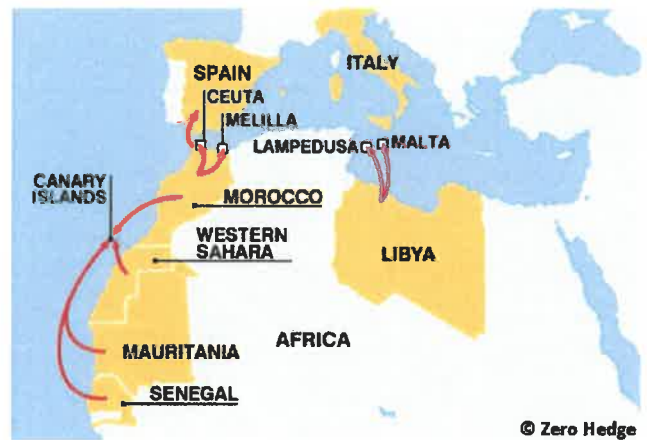 ITALY
SPAIN
CEUTA
MELILLA
LAMPEDUSA
MALTA
CANARY
ISLANDS
MOROCCO
WESTERN
SAHARA
LIBYA
AFRICA
MAURITANIA
SENEGAL
© Zero Hedge